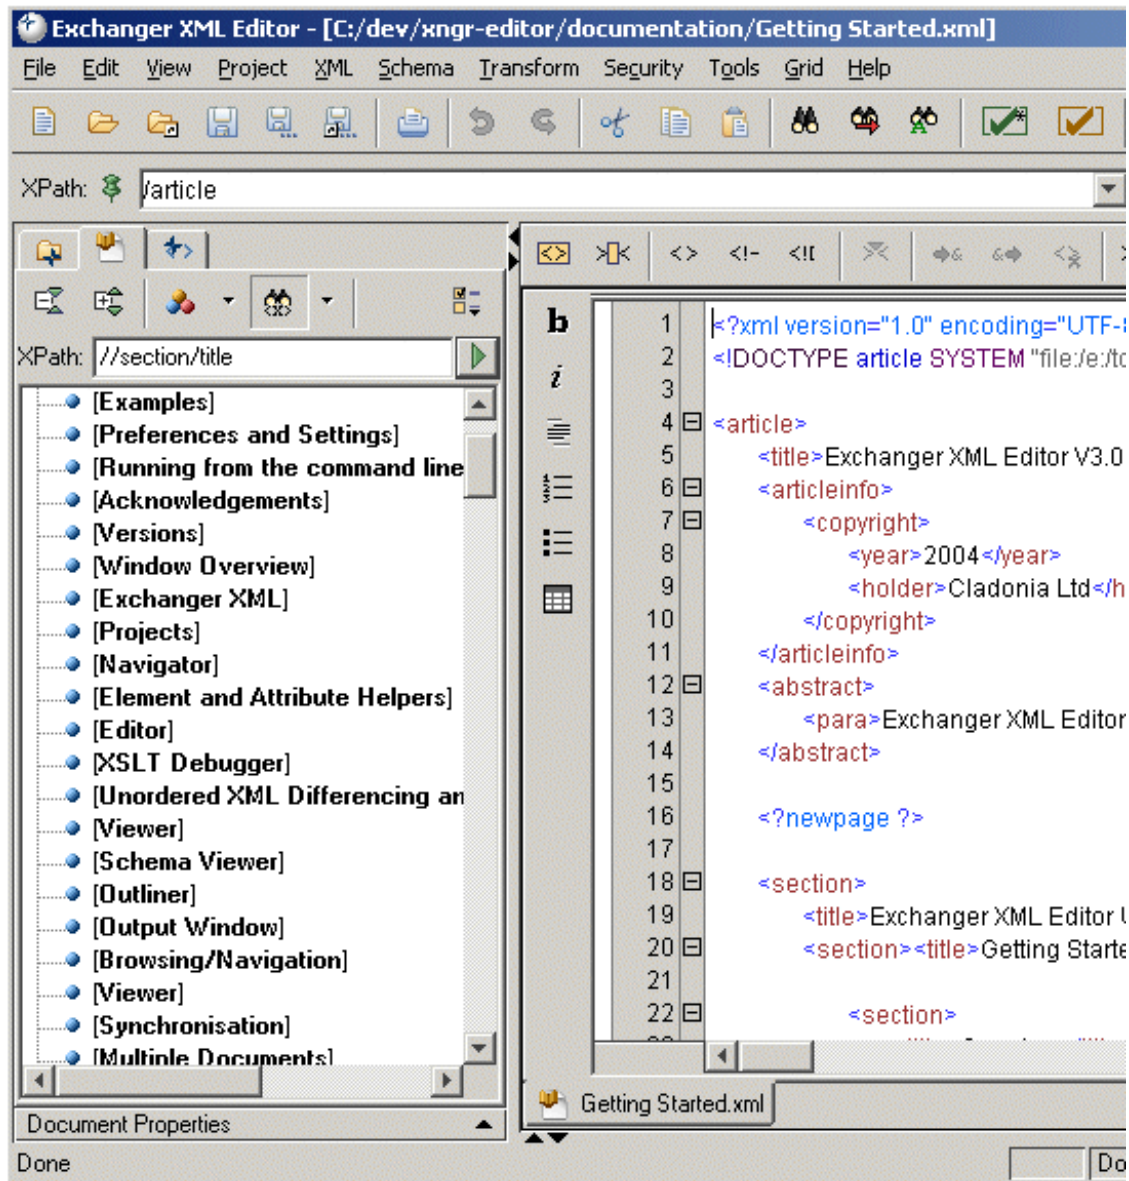 Exchanger XML Editor - [C:/dev/xngr-editor/documentation/Getting Started.xml]
File Edit View Project XML Schema Transform Security Tools Grid Help
XPath: /article
XPath: //section/title
[Examples]
[Preferences and Settings]
[Running from the command line
[Acknowledgements]
[Versions]
[Window Overview]
[Exchanger XML]
[Projects]
[Navigator]
[Element and Attribute Helpers]
[Editor]
[XSLT Debugger]
[Unordered XML Differencing an
[Viewer]
[Schema Viewer]
[Outliner]
[Output Window]
[Browsing/Navigation]
[Viewer]
[Synchronisation]
[Multiple Documents]
Document Properties
b
i
1 <?xml version="1.0" encoding="UTF-8
2 <!DOCTYPE article SYSTEM "file:/e:/to
3
4 <article>
5 <title>Exchanger XML Editor V3.0
6 <articleinfo>
7 <copyright>
8 <year>2004</year>
9 <holder>Cladonia Ltd</h
10 </copyright>
11 </articleinfo>
12 <abstract>
13 <para>Exchanger XML Editor
14 </abstract>
15
16 <?newpage ?>
17
18 <section>
19 <title>Exchanger XML Editor U
20 <section><title>Getting Starte
21
22 <section>
Getting Started.xml
Done
Do